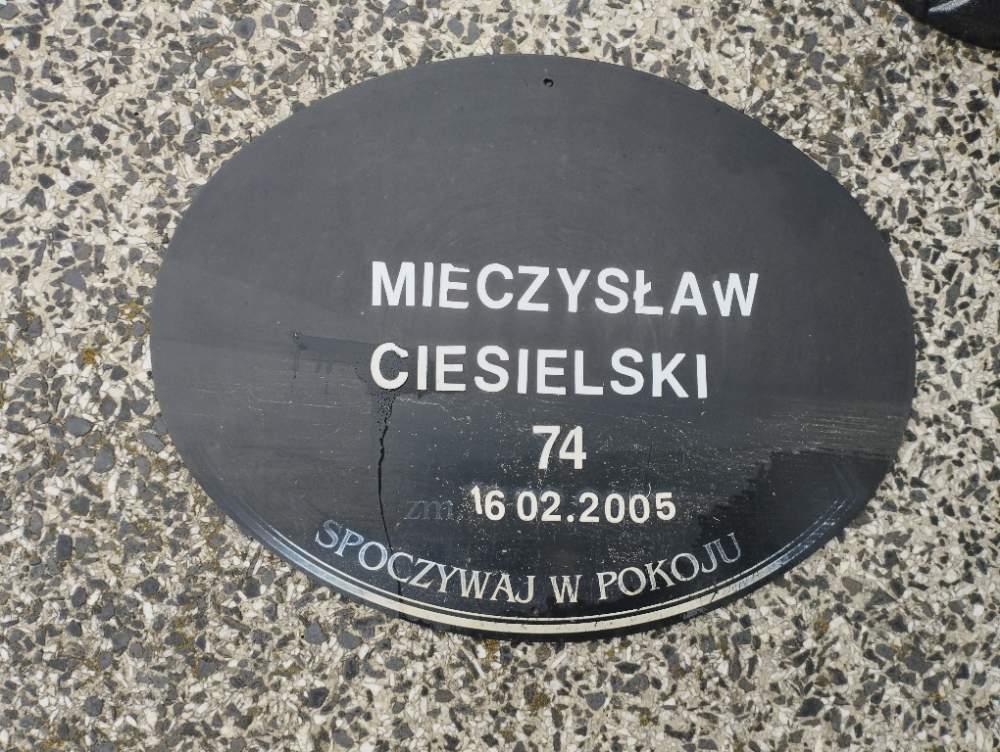 MIECZYSŁAW
CIESIELSKI
74
zm. 16 02.2005
SPOCZYWAJ W POKOJU